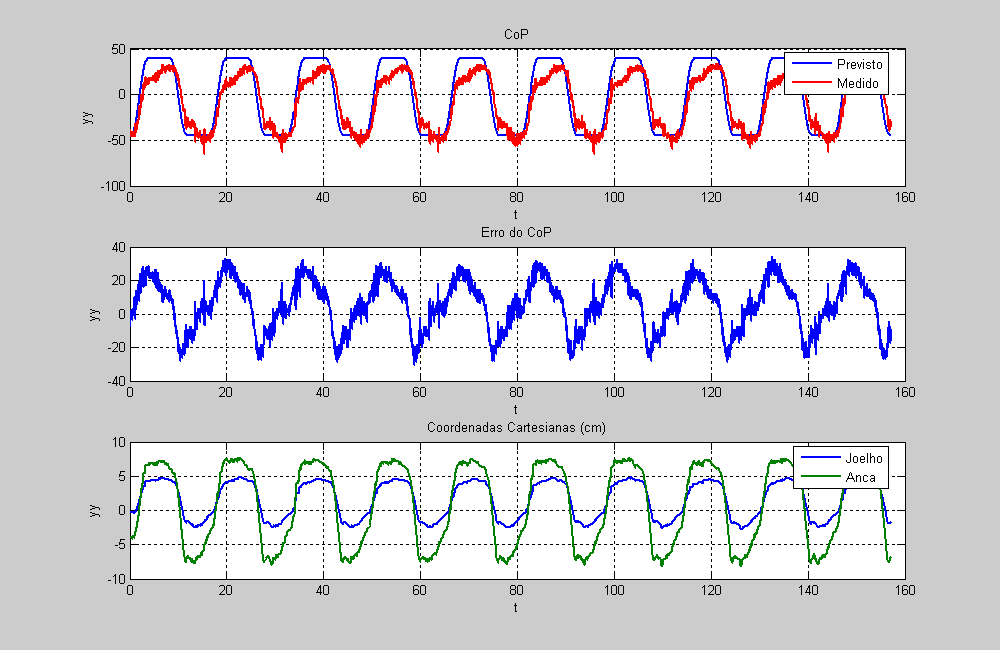 CoP
50
0
-50
-100
yy
Previsto
Medido
0 20 40 60 80 100 120 140 160
t
Erro do CoP
40
20
0
-20
-40
yy
0 20 40 60 80 100 120 140 160
t
Coordenadas Cartesianas (cm)
10
5
0
-5
-10
yy
Joelho
Anca
0 20 40 60 80 100 120 140 160
t